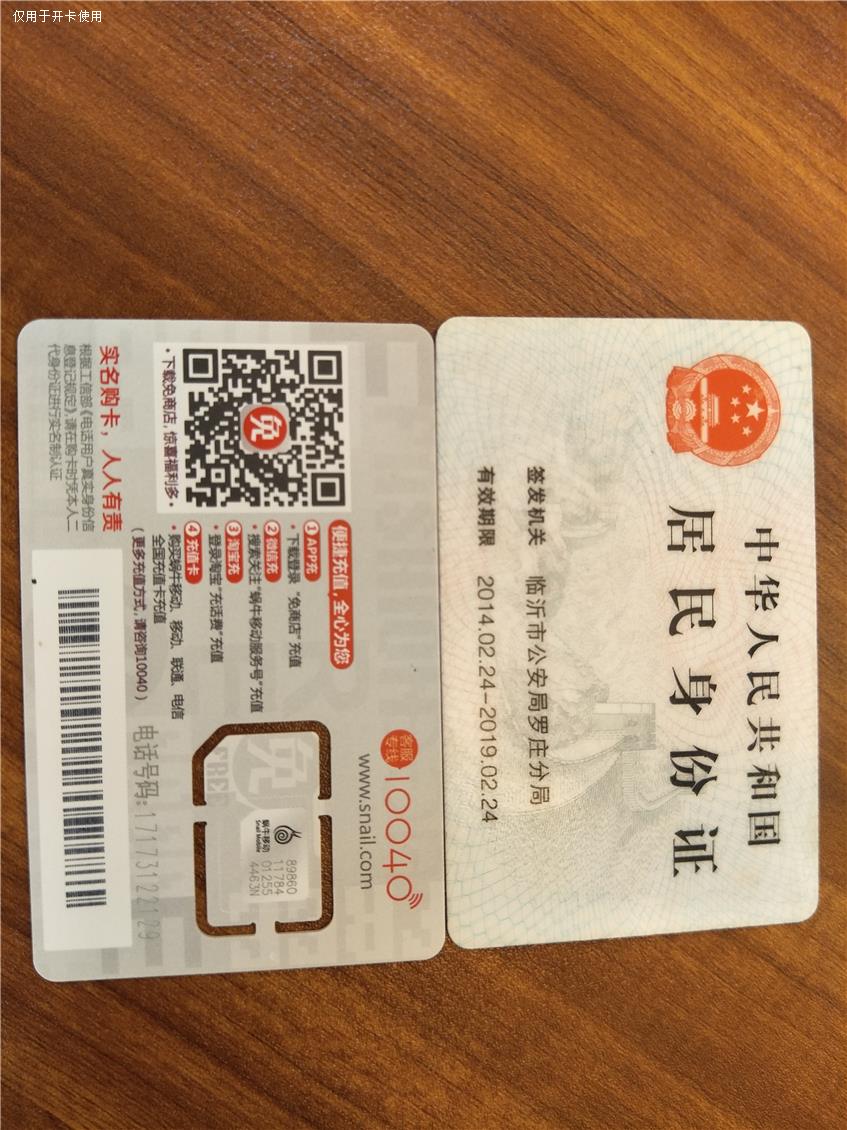 仅用于开卡使用
中华人民共和国
居民身份证
签发机关 临沂市公安局罗庄分局
有效期限 2014.02.24-2019.02.24
客服专线 10040
www.snail.com
便捷充值，全心为您
1 APP充
• 下载登录“免商店”充值
2 微信充
• 搜索关注“蜗牛移动服务号”充值
3 淘宝充
• 登录淘宝“充话费”充值
4 充值卡
• 购买蜗牛移动、移动、联通、电信
全国充值卡充值
（更多充值方式，请咨询10040）
免
• 下载免商店，惊喜福利多 •
实名购卡，人人有责
根据工信部《电话用户真实身份信
息登记规定》，请在购卡时凭本人二
代身份证进行实名制认证
免
FREE
蜗牛移动
Snail Mobile
89860
11784
01255
4463N
电话号码:17173122129